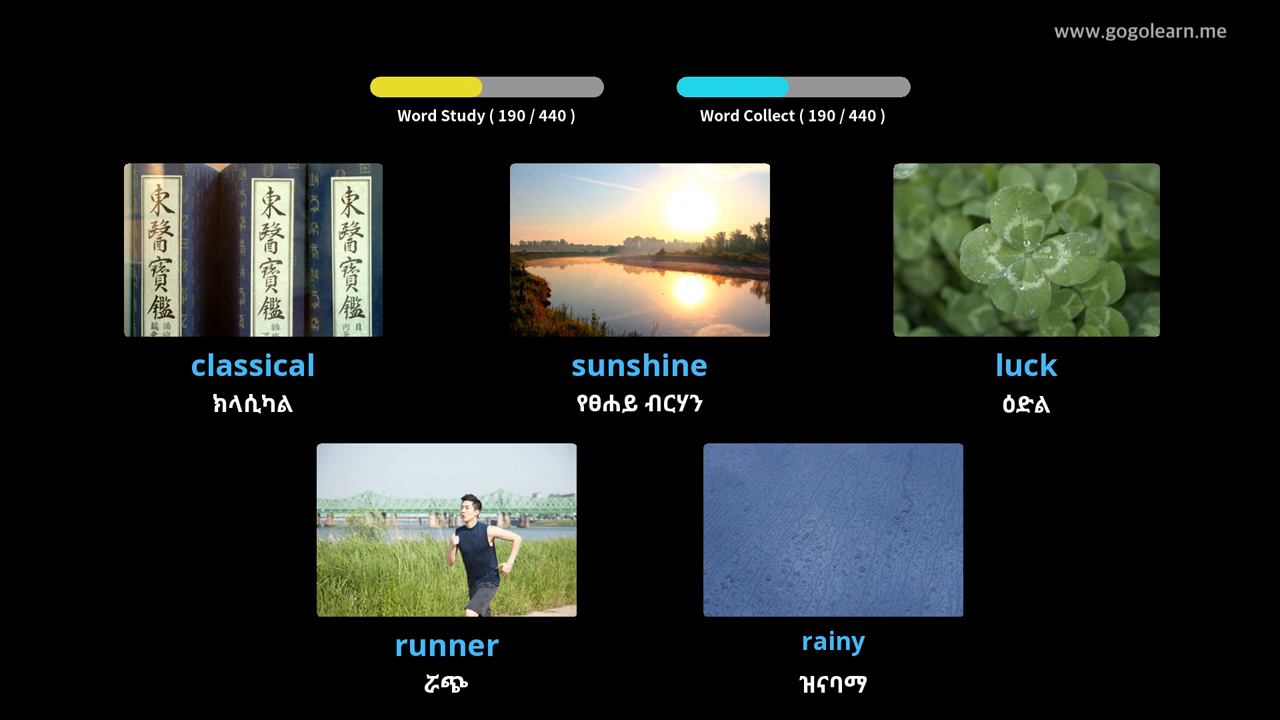 www.gogolearn.me
Word Study ( 190 / 440 )
Word Collect ( 190 / 440 )
東醫寶鑑
東醫寶鑑
東醫寶鑑
classical
ክላሲካል
sunshine
የፀሐይ ብርሃን
luck
ዕድል
runner
ሯጭ
rainy
ዝናባማ